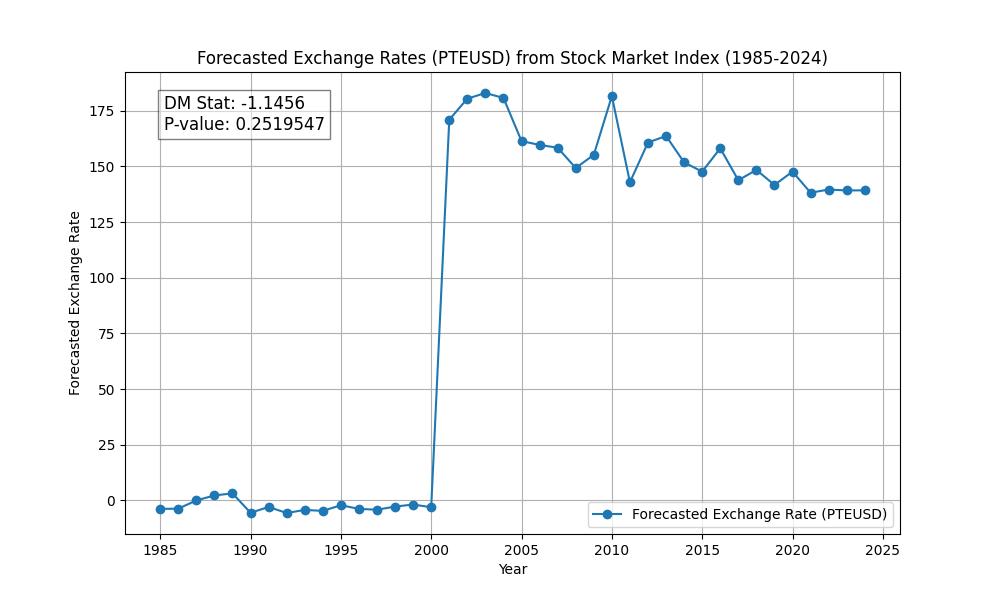 Forecasted Exchange Rates (PTEUSD) from Stock Market Index (1985-2024)
DM Stat: -1.1456
P-value: 0.2519547
Forecasted Exchange Rate
175
150
125
100
75
50
25
0
Forecasted Exchange Rate (PTEUSD)
1985 1990 1995 2000 2005 2010 2015 2020 2025
Year